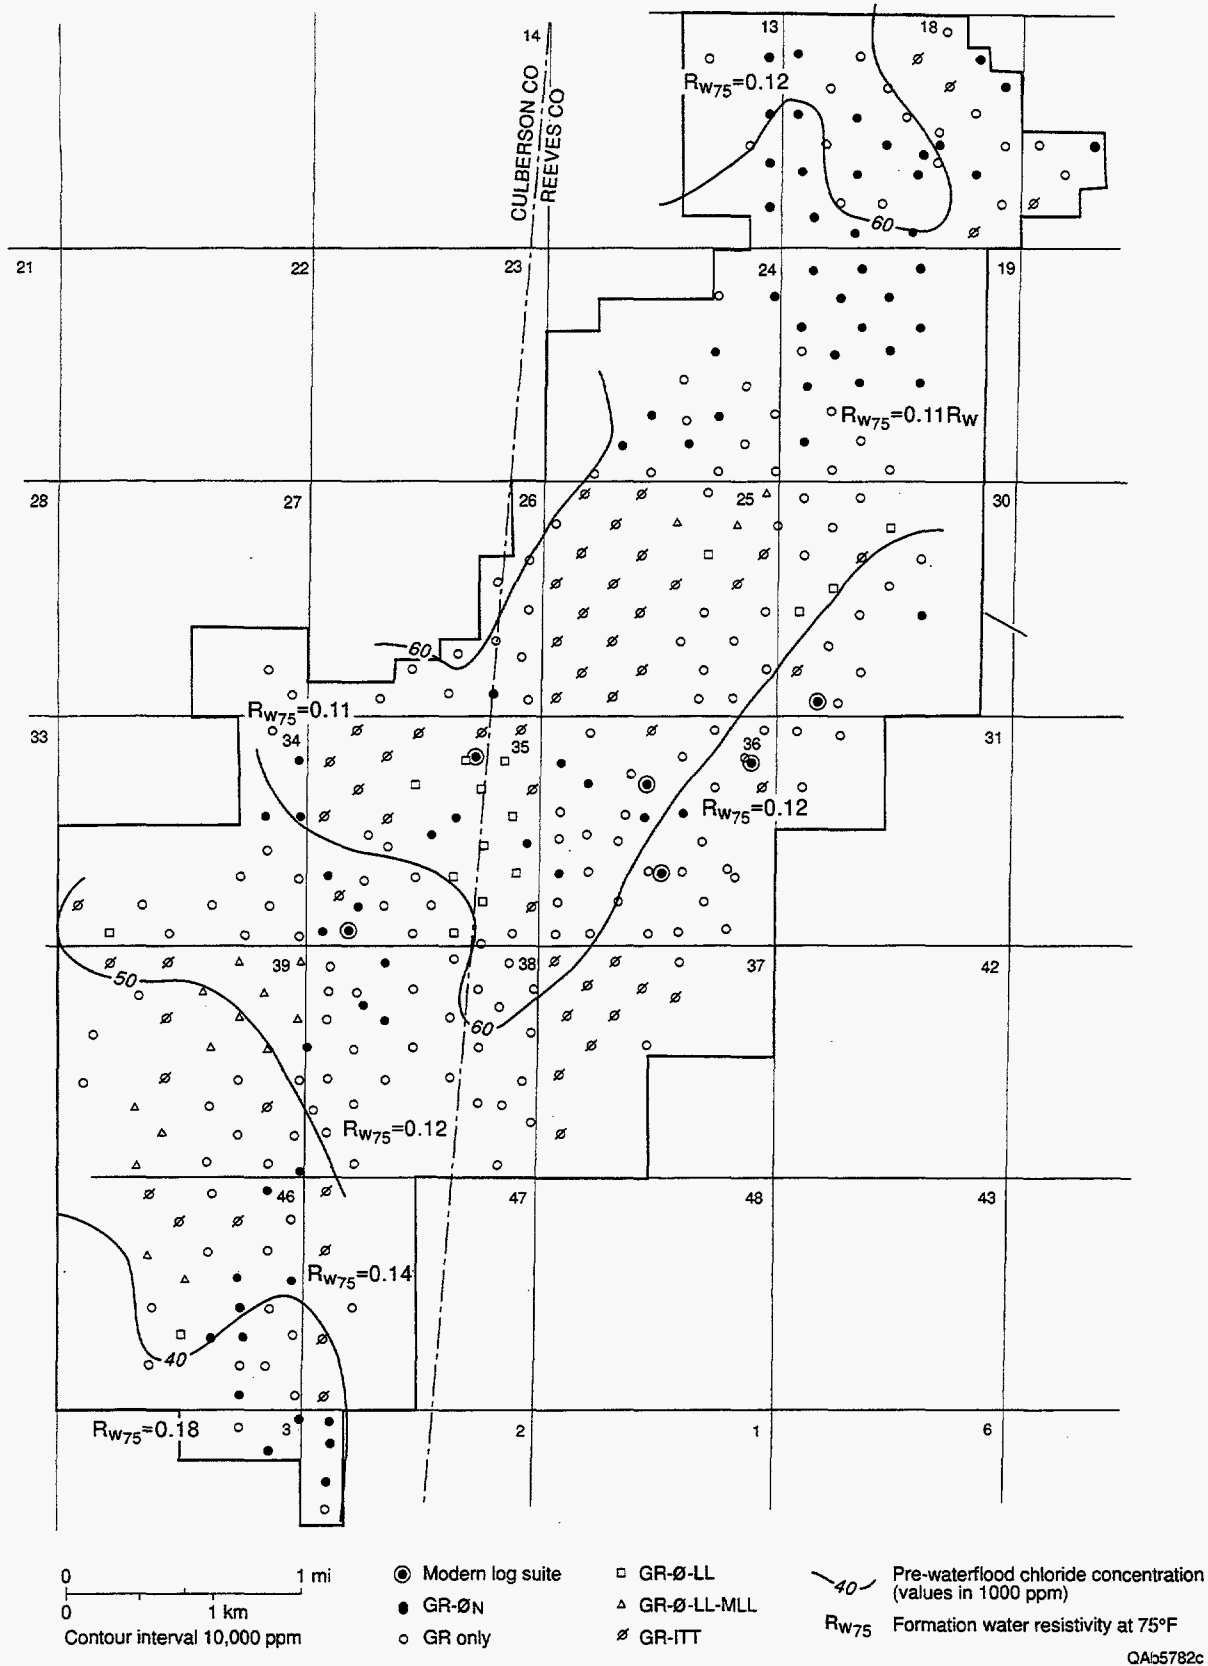 14
13
18
CULBERSON CO
REEVES CO
RW75=0.12
60
21
22
23
24
19
RW75=0.11RW
28
27
26
25
30
60
RW75=0.11
33
34
35
36
31
RW75=0.12
50
39
38
37
42
60
RW75=0.12
46
47
48
43
RW75=0.14
40
RW75=0.18
3
2
1
6
0 1 mi
0 1 km
Contour interval 10,000 ppm
Modern log suite
GR-ØN
GR only
GR-Ø-LL
GR-Ø-LL-MLL
GR-ITT
40 Pre-waterflood chloride concentration
(values in 1000 ppm)
RW75 Formation water resistivity at 75°F
QAb5782c